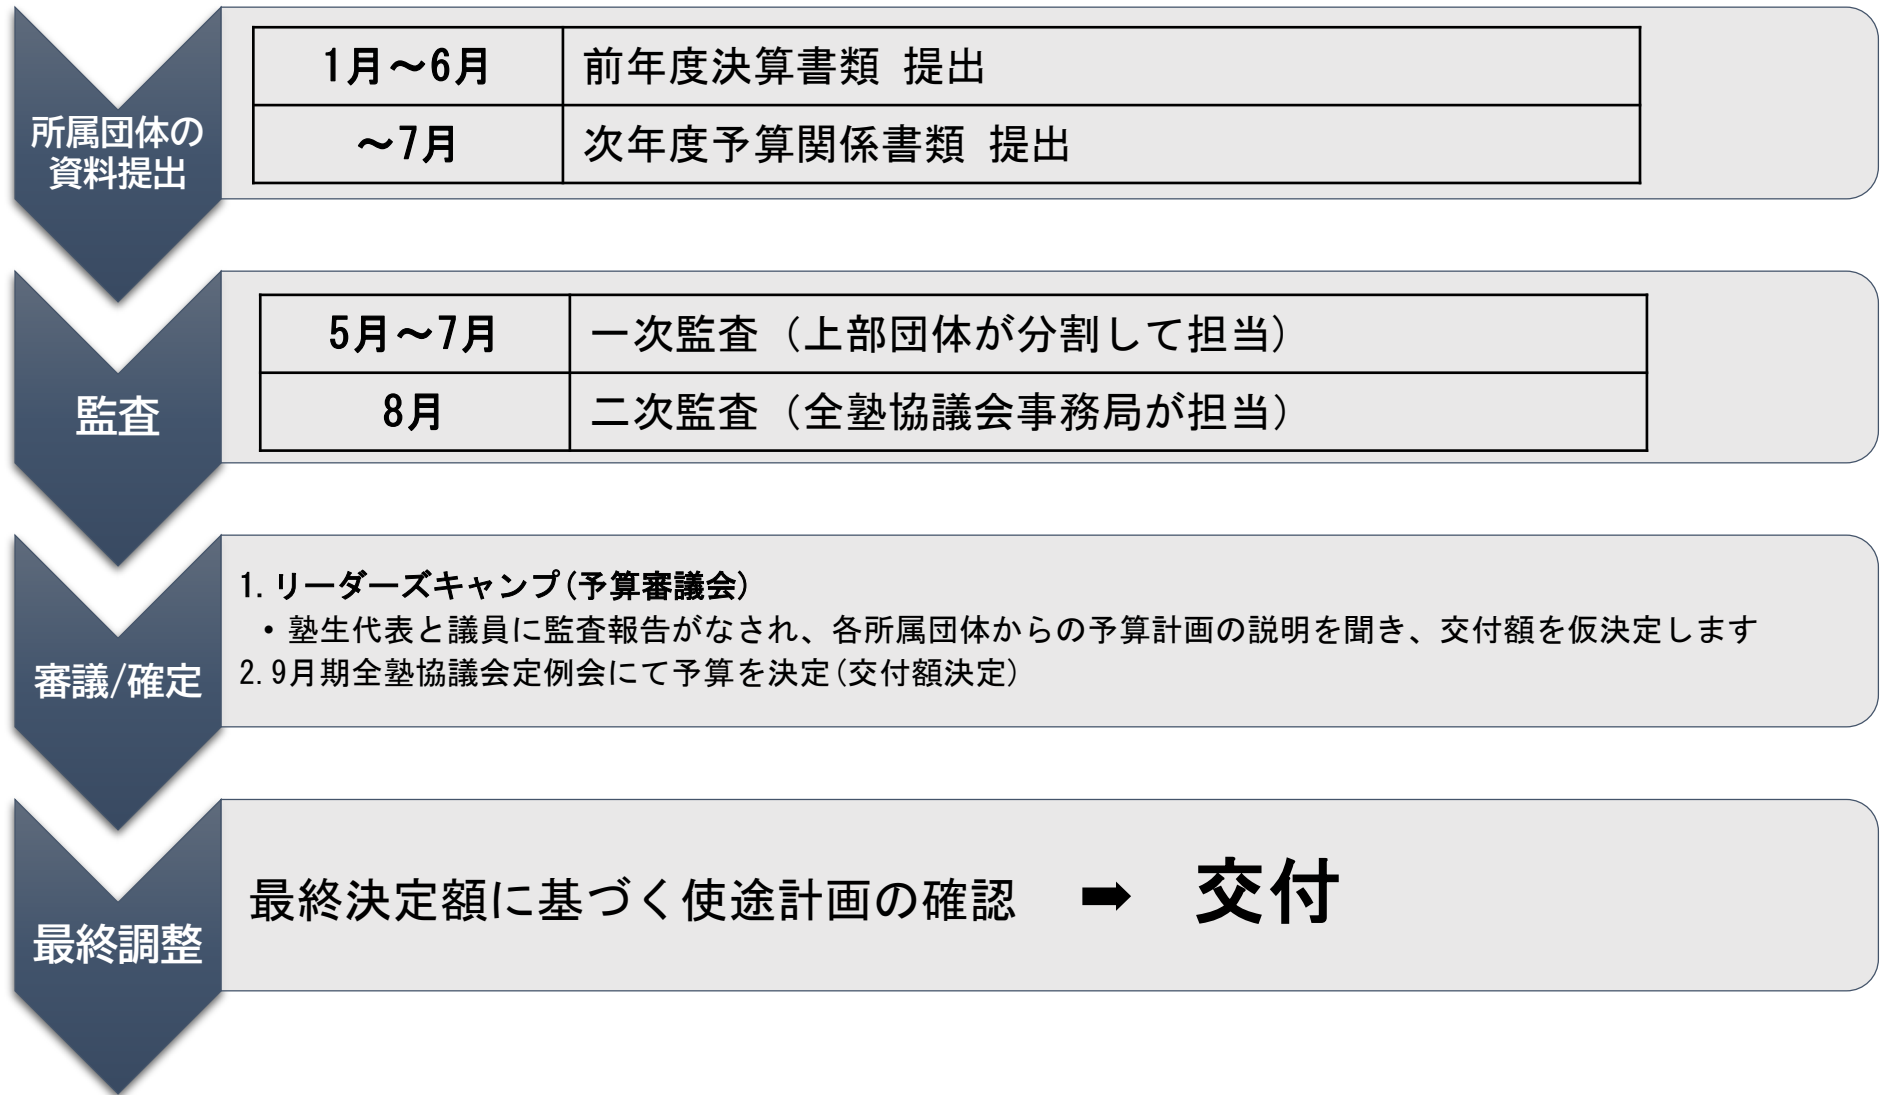 所属団体の
資料提出
1月～6月 前年度決算書類 提出
～7月 次年度予算関係書類 提出
監査
5月～7月 一次監査（上部団体が分割して担当）
8月 二次監査（全塾協議会事務局が担当）
審議/確定
1.リーダーズキャンプ(予算審議会)
・塾生代表と議員に監査報告がなされ、各所属団体からの予算計画の説明を聞き、交付額を仮決定します
2.9月期全塾協議会定例会にて予算を決定(交付額決定)
最終調整
最終決定額に基づく使途計画の確認 ➡ 交付